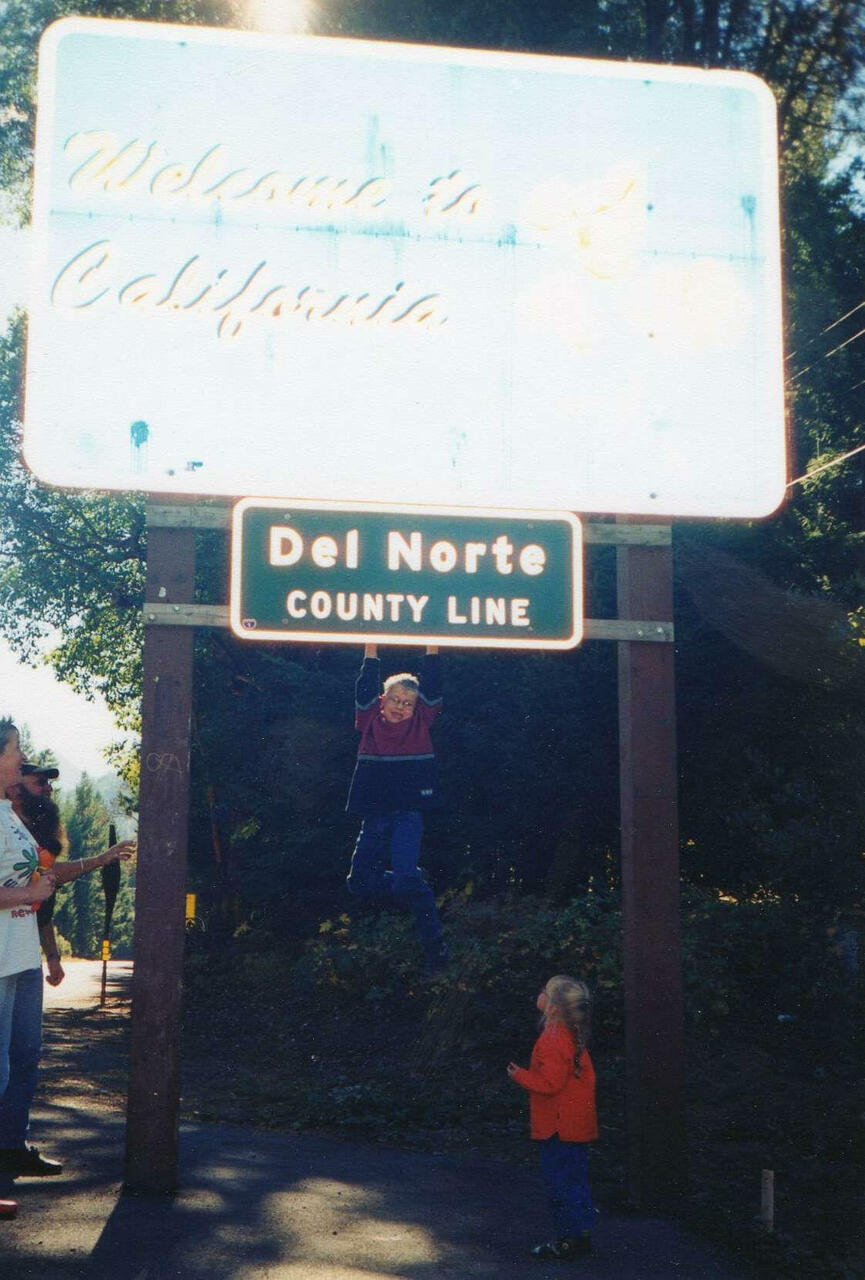 Welcome to
California
Del Norte
COUNTY LINE